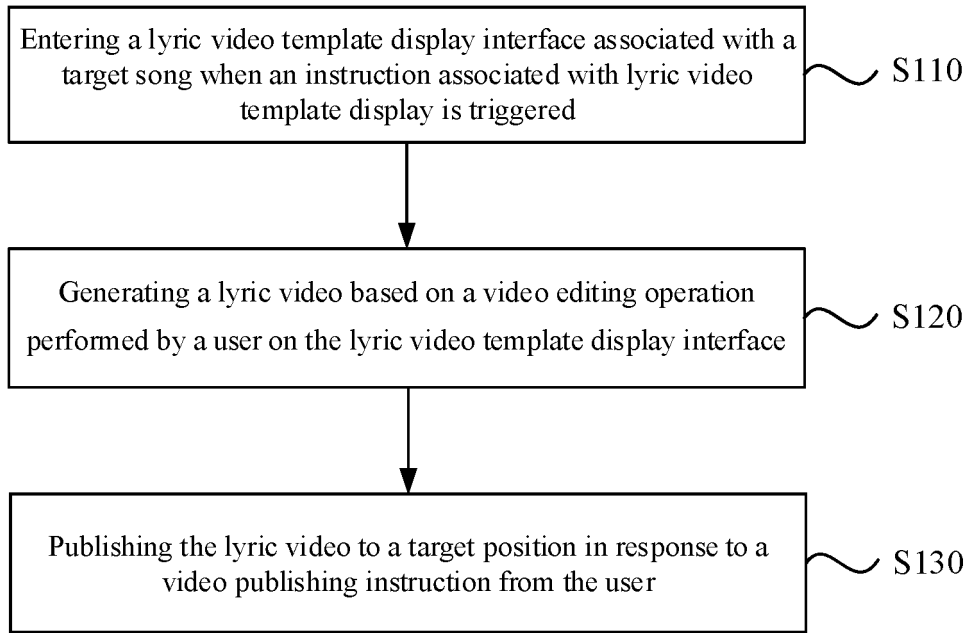 Entering a lyric video template display interface associated with a
target song when an instruction associated with lyric video
template display is triggered
S110
Generating a lyric video based on a video editing operation
performed by a user on the lyric video template display interface
S120
Publishing the lyric video to a target position in response to a
video publishing instruction from the user
S130